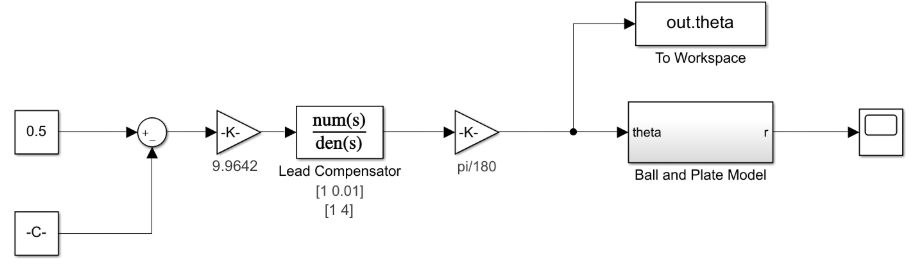 out.theta
To Workspace
0.5
+
_
-K-
9.9642
num(s)
den(s)
Lead Compensator
[1 0.01]
[1 4]
-K-
pi/180
theta
r
Ball and Plate Model
-C-